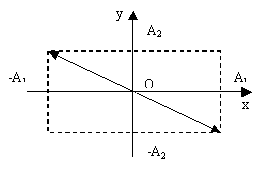 y
A₂
-A₁ O A₁
x
-A₂